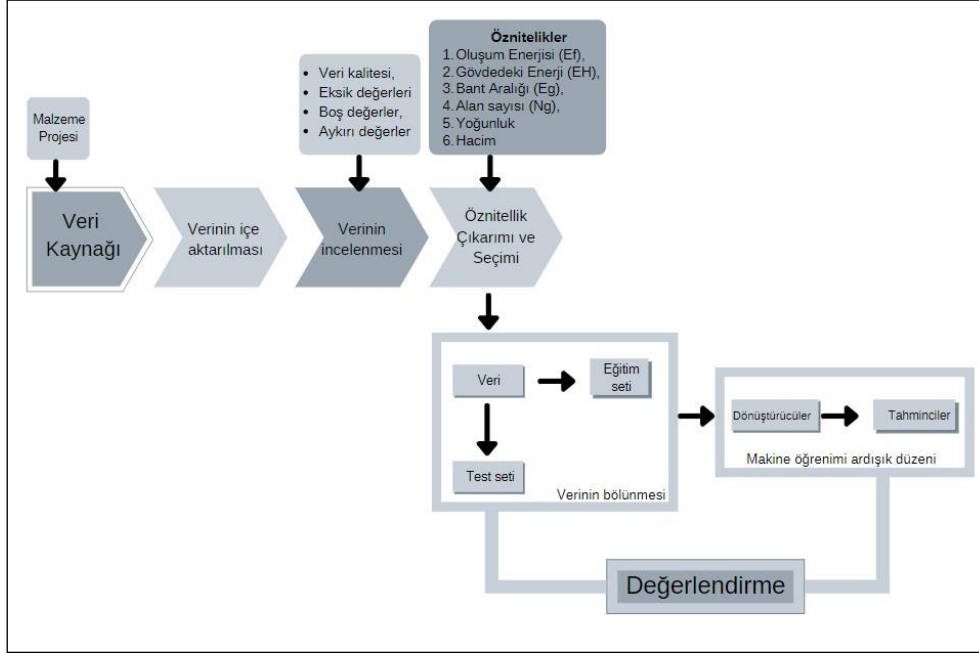 Malzeme
Projesi
Veri
Kaynağı
Verinin içe
aktarılması
• Veri kalitesi,
• Eksik değerleri
• Boş değerler,
• Aykırı değerler
Verinin
incelenmesi
Öznitelikler
1. Oluşum Enerjisi (Ef),
2. Gövdedeki Enerji (EH),
3. Bant Aralığı (Eg),
4. Alan sayısı (Ng),
5. Yoğunluk
6. Hacim
Öznitellik
Çıkarımı ve
Seçimi
Veri
Eğitim
seti
Test seti
Verinin bölünmesi
Dönüştürücüler
Tahminciler
Makine öğrenimi ardışık düzeni
Değerlendirme